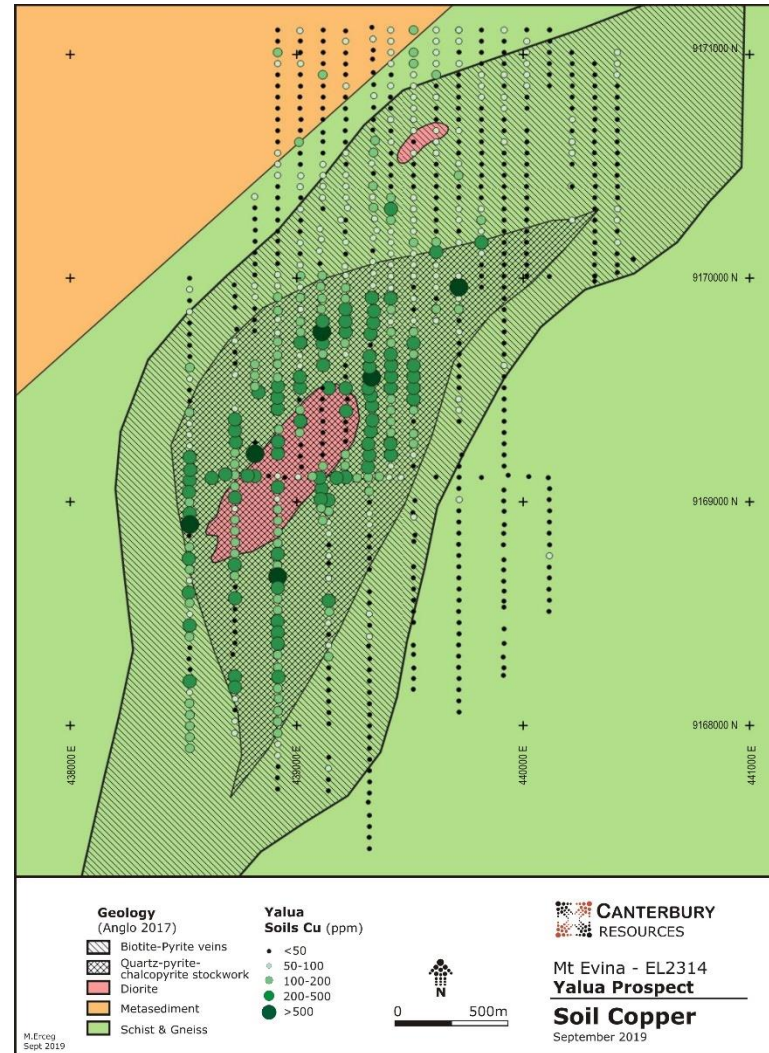 9171000 N
9170000 N
9169000 N
9168000 N
438000 E
439000 E
440000 E
441000 E
Geology
(Anglo 2017)
Biotite-Pyrite veins
Quartz-pyrite-
chalcopyrite stockwork
Diorite
Metasediment
Schist & Gneiss
Yalua
Soils Cu (ppm)
<50
50-100
100-200
200-500
>500
N
0 500m
CANTERBURY
RESOURCES
Mt Evina - EL2314
Yalua Prospect
Soil Copper
September 2019
M.Erceg
Sept 2019